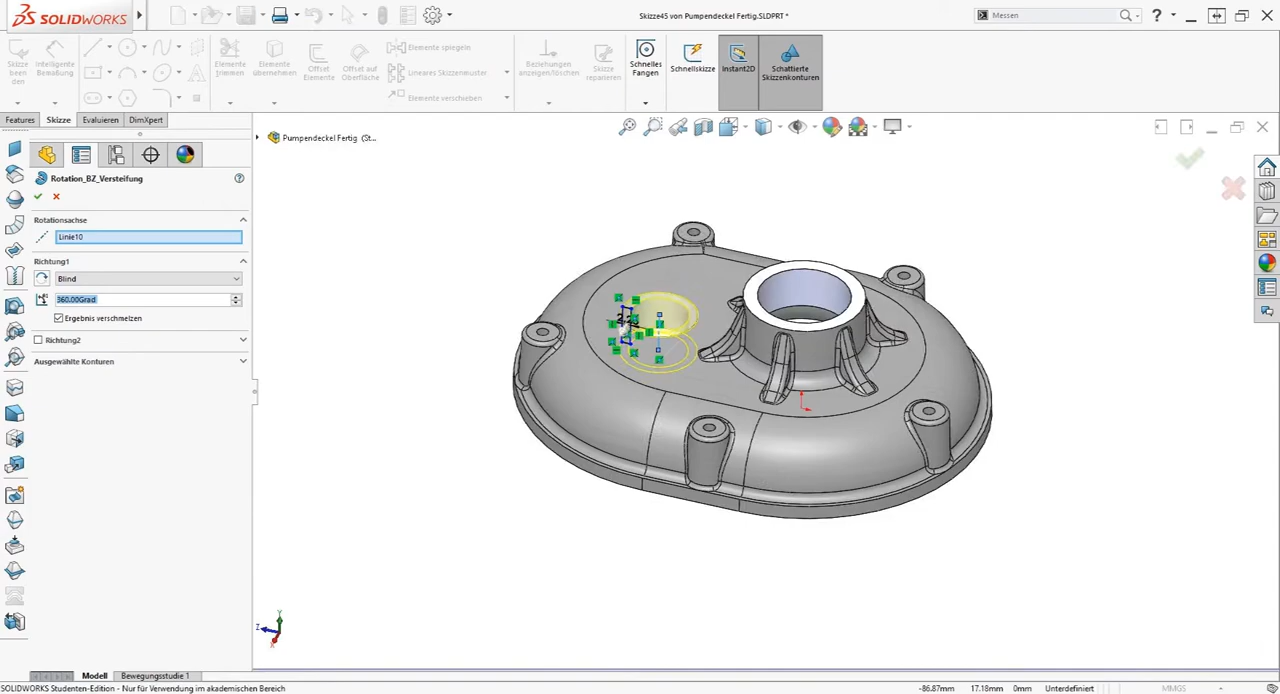 SOLIDWORKS
Skizze45 von Pumpendeckel Fertig.SLDPRT *
Messen
Skizze bear den
Intelligente Bemaßung
Elemente trimmen
Elemente übernehmen
Offset Elemente
Offset auf Oberfläche
Elemente spiegeln
Lineares Skizzenmuster
Elemente verschieben
Beziehungen anzeigen/löschen
Skizze reparieren
Schnelles Fangen
Schnellskizze
Instant2D
Schattierte Skizzenkonturen
Features
Skizze
Evaluieren
DimXpert
Pumpendeckel Fertig (St...
Rotation_BZ_Versteifung
Rotationsachse
Linie10
Richtung1
Blind
360.00Grad
Ergebnis verschmelzen
Richtung2
Ausgewählte Konturen
Y
Z
X
Modell
Bewegungsstudie 1
SOLIDWORKS Studenten-Edition - Nur für Verwendung im akademischen Bereich
-86.87mm
17.18mm
0mm
Unterdefiniert
MMGS